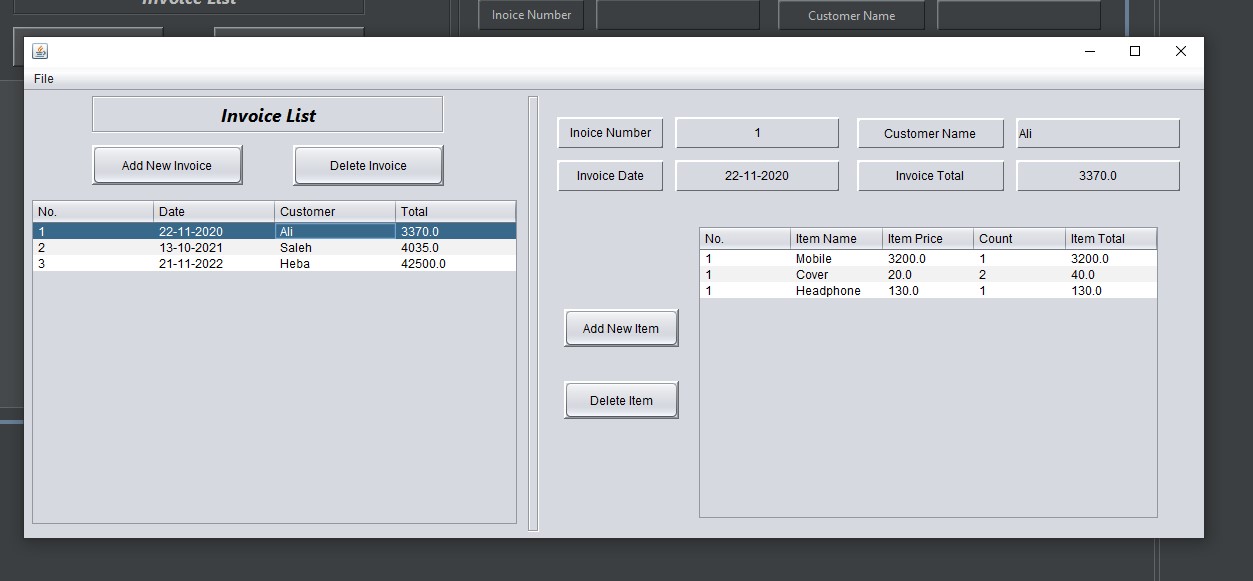 Invoice List
Inoice Number
Customer Name
File
Invoice List
Add New Invoice Delete Invoice
No. Date Customer Total
1 22-11-2020 Ali 3370.0
2 13-10-2021 Saleh 4035.0
3 21-11-2022 Heba 42500.0
Inoice Number 1 Customer Name Ali
Invoice Date 22-11-2020 Invoice Total 3370.0
No. Item Name Item Price Count Item Total
1 Mobile 3200.0 1 3200.0
1 Cover 20.0 2 40.0
1 Headphone 130.0 1 130.0
Add New Item
Delete Item